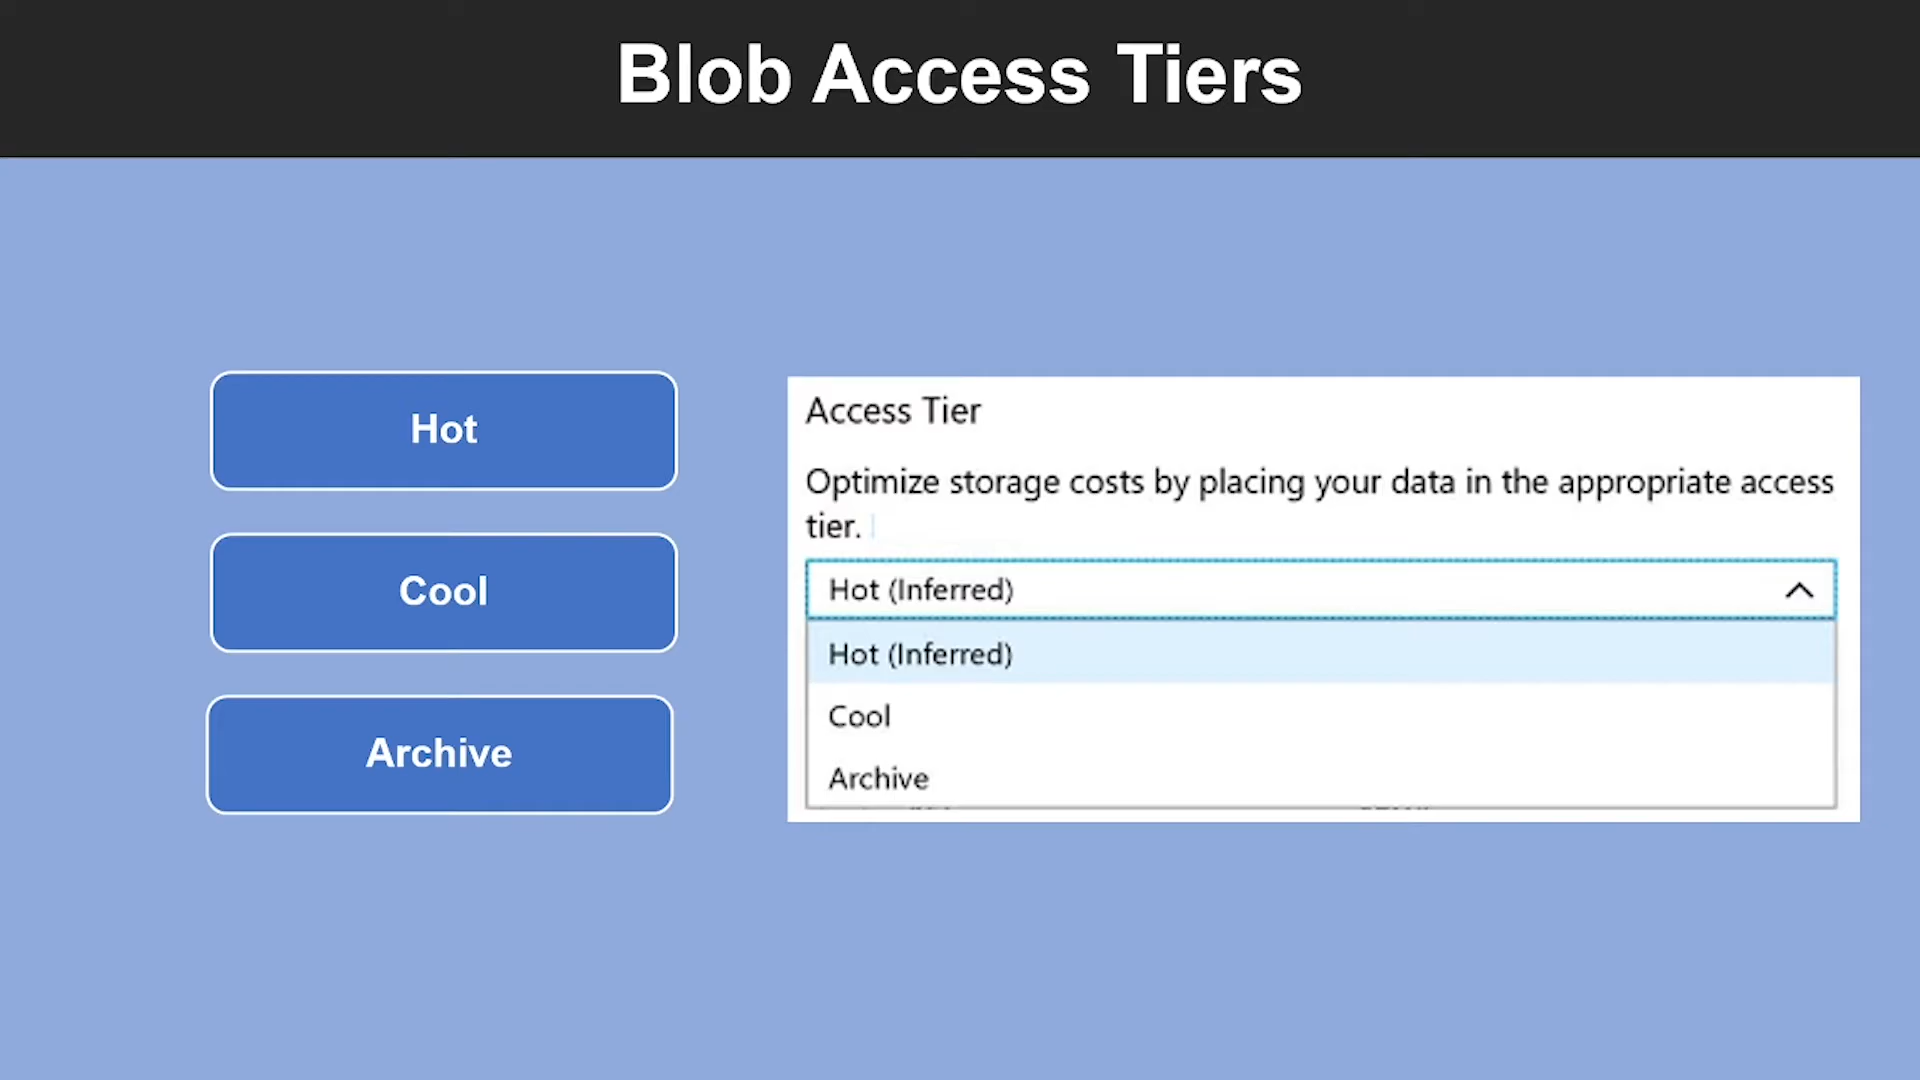 Blob Access Tiers
Hot
Cool
Archive
Access Tier
Optimize storage costs by placing your data in the appropriate access
tier.
Hot (Inferred)
Hot (Inferred)
Cool
Archive